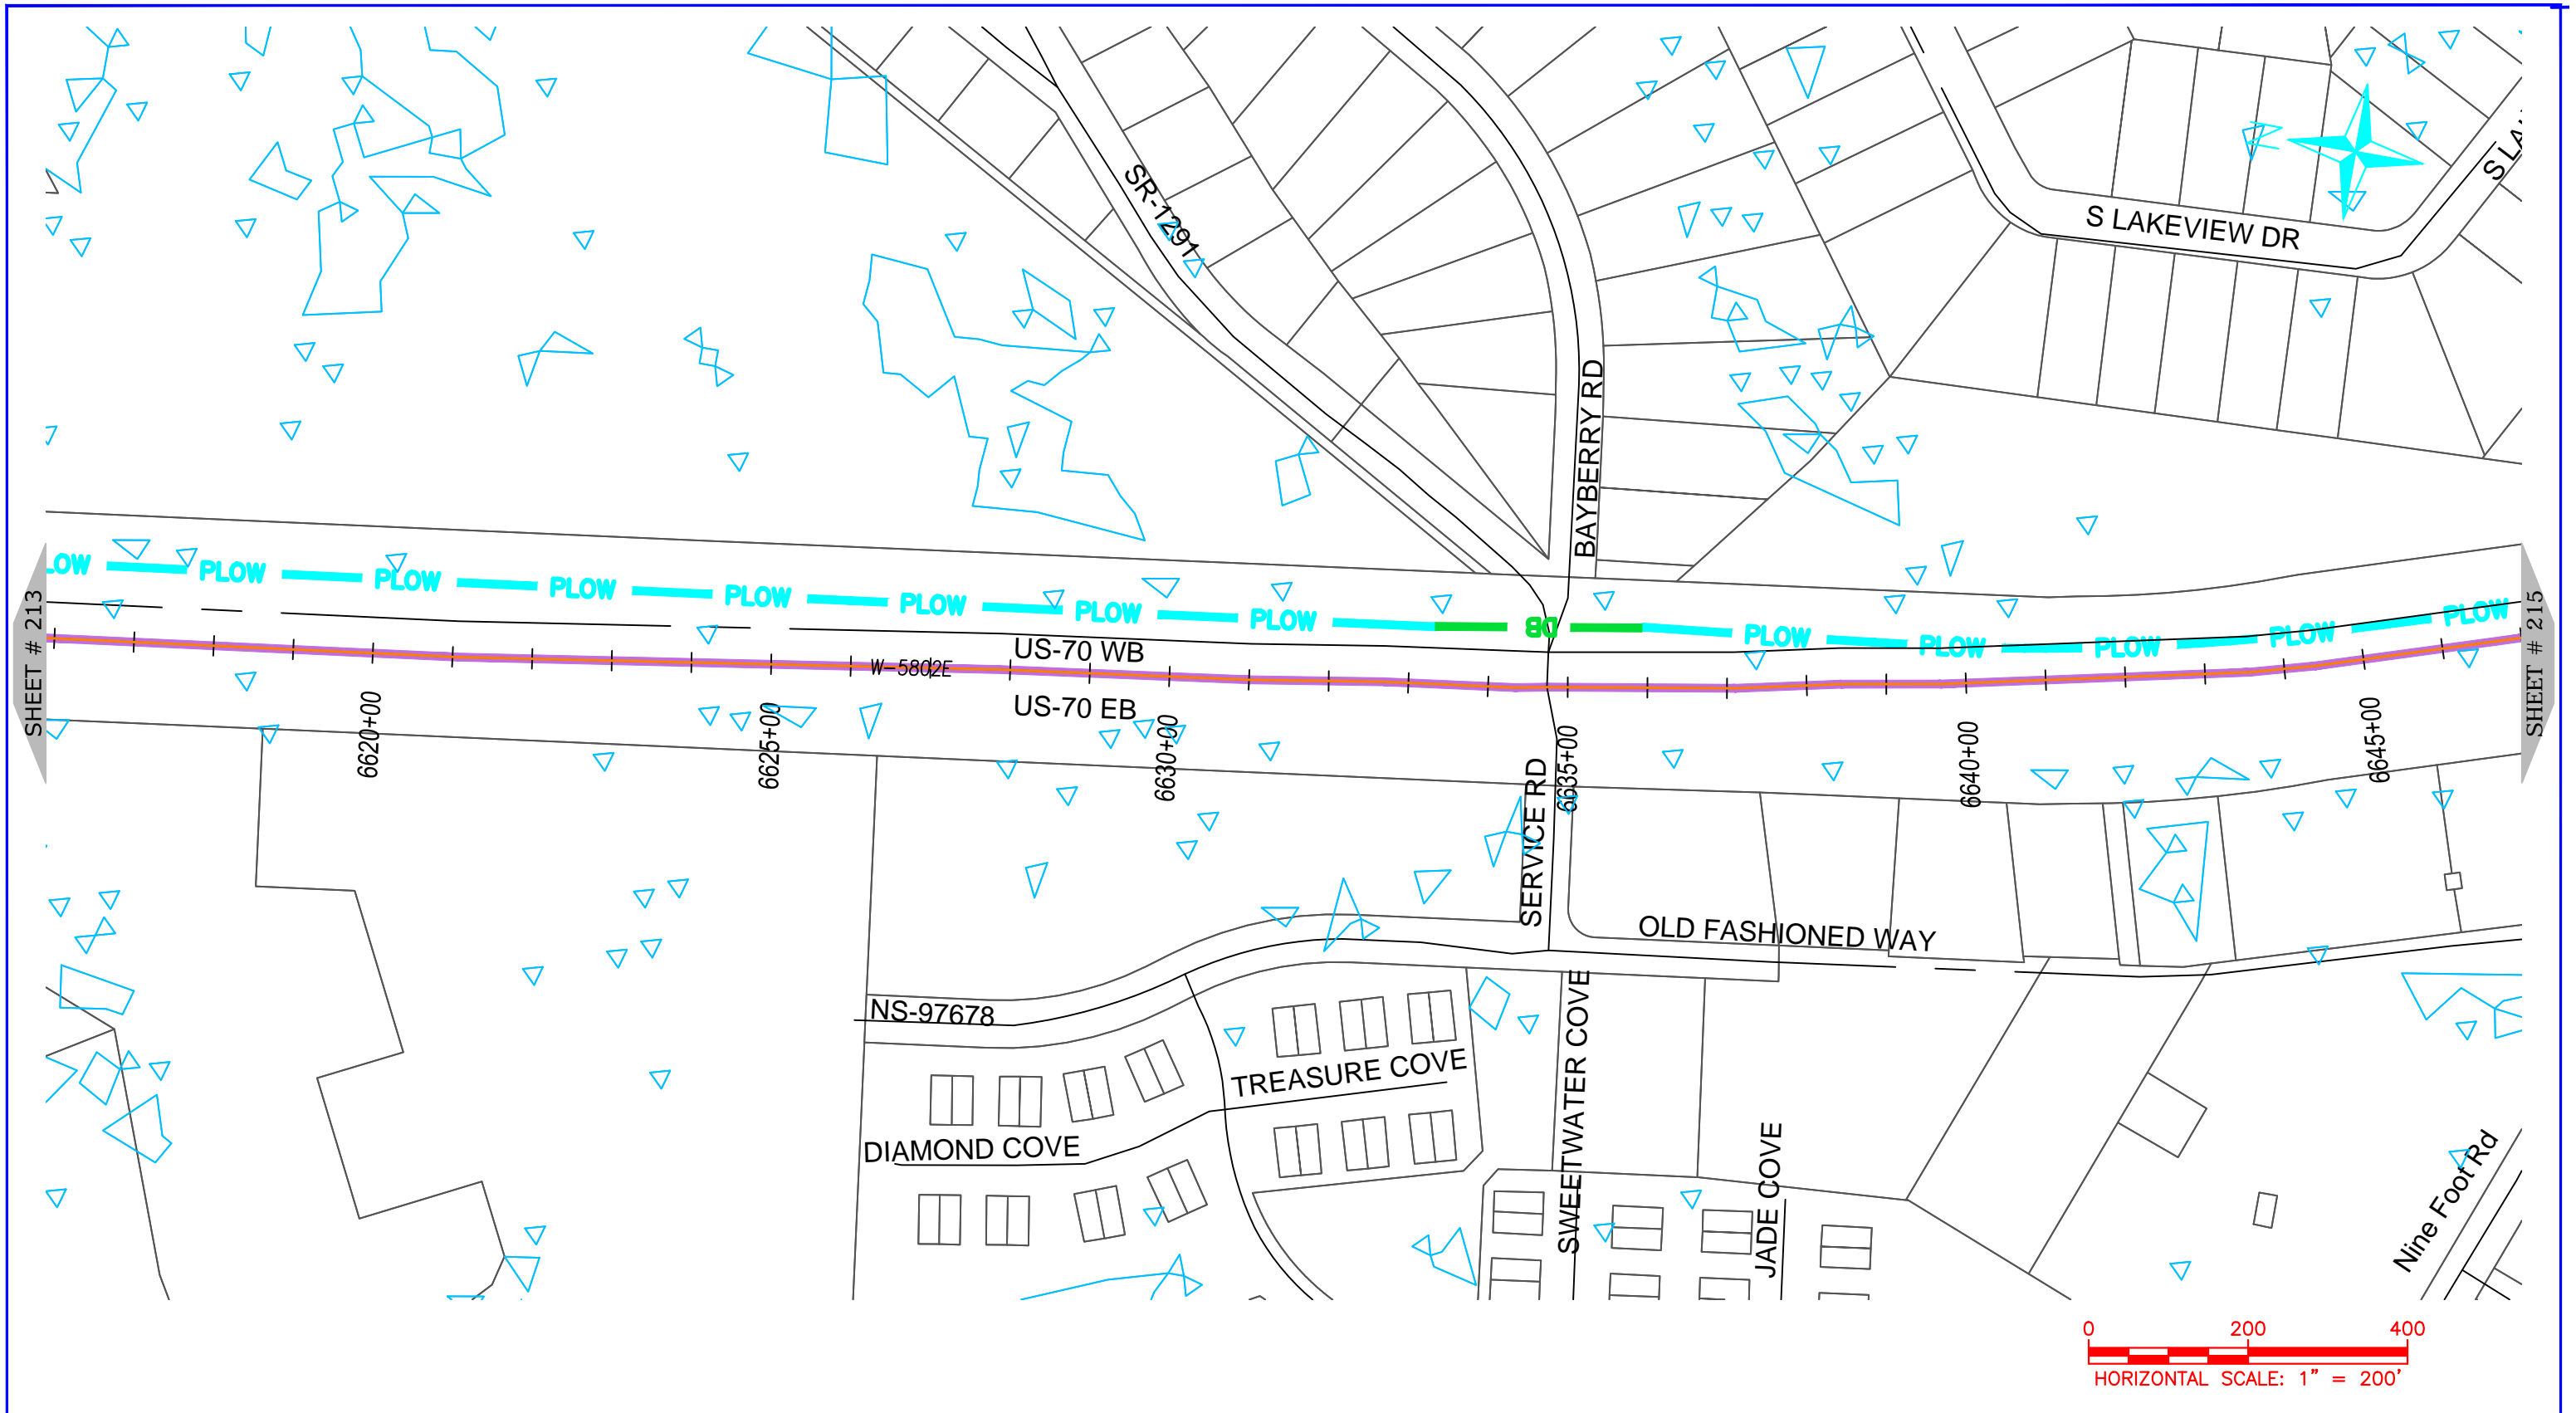 SR-1291
S LAKEVIEW DR
S LA
N
BAYBERRY RD
LOW PLOW PLOW PLOW PLOW PLOW PLOW PLOW DB PLOW PLOW PLOW PLOW PLOW
SHEET # 213
SHEET # 215
US-70 WB
W-5802E
US-70 EB
6620+00
6625+00
6630+00
6635+00
6640+00
6645+00
SERVICE RD
OLD FASHIONED WAY
NS-97678
TREASURE COVE
DIAMOND COVE
SWEETWATER COVE
JADE COVE
Nine Foot Rd
0 200 400
HORIZONTAL SCALE: 1" = 200'